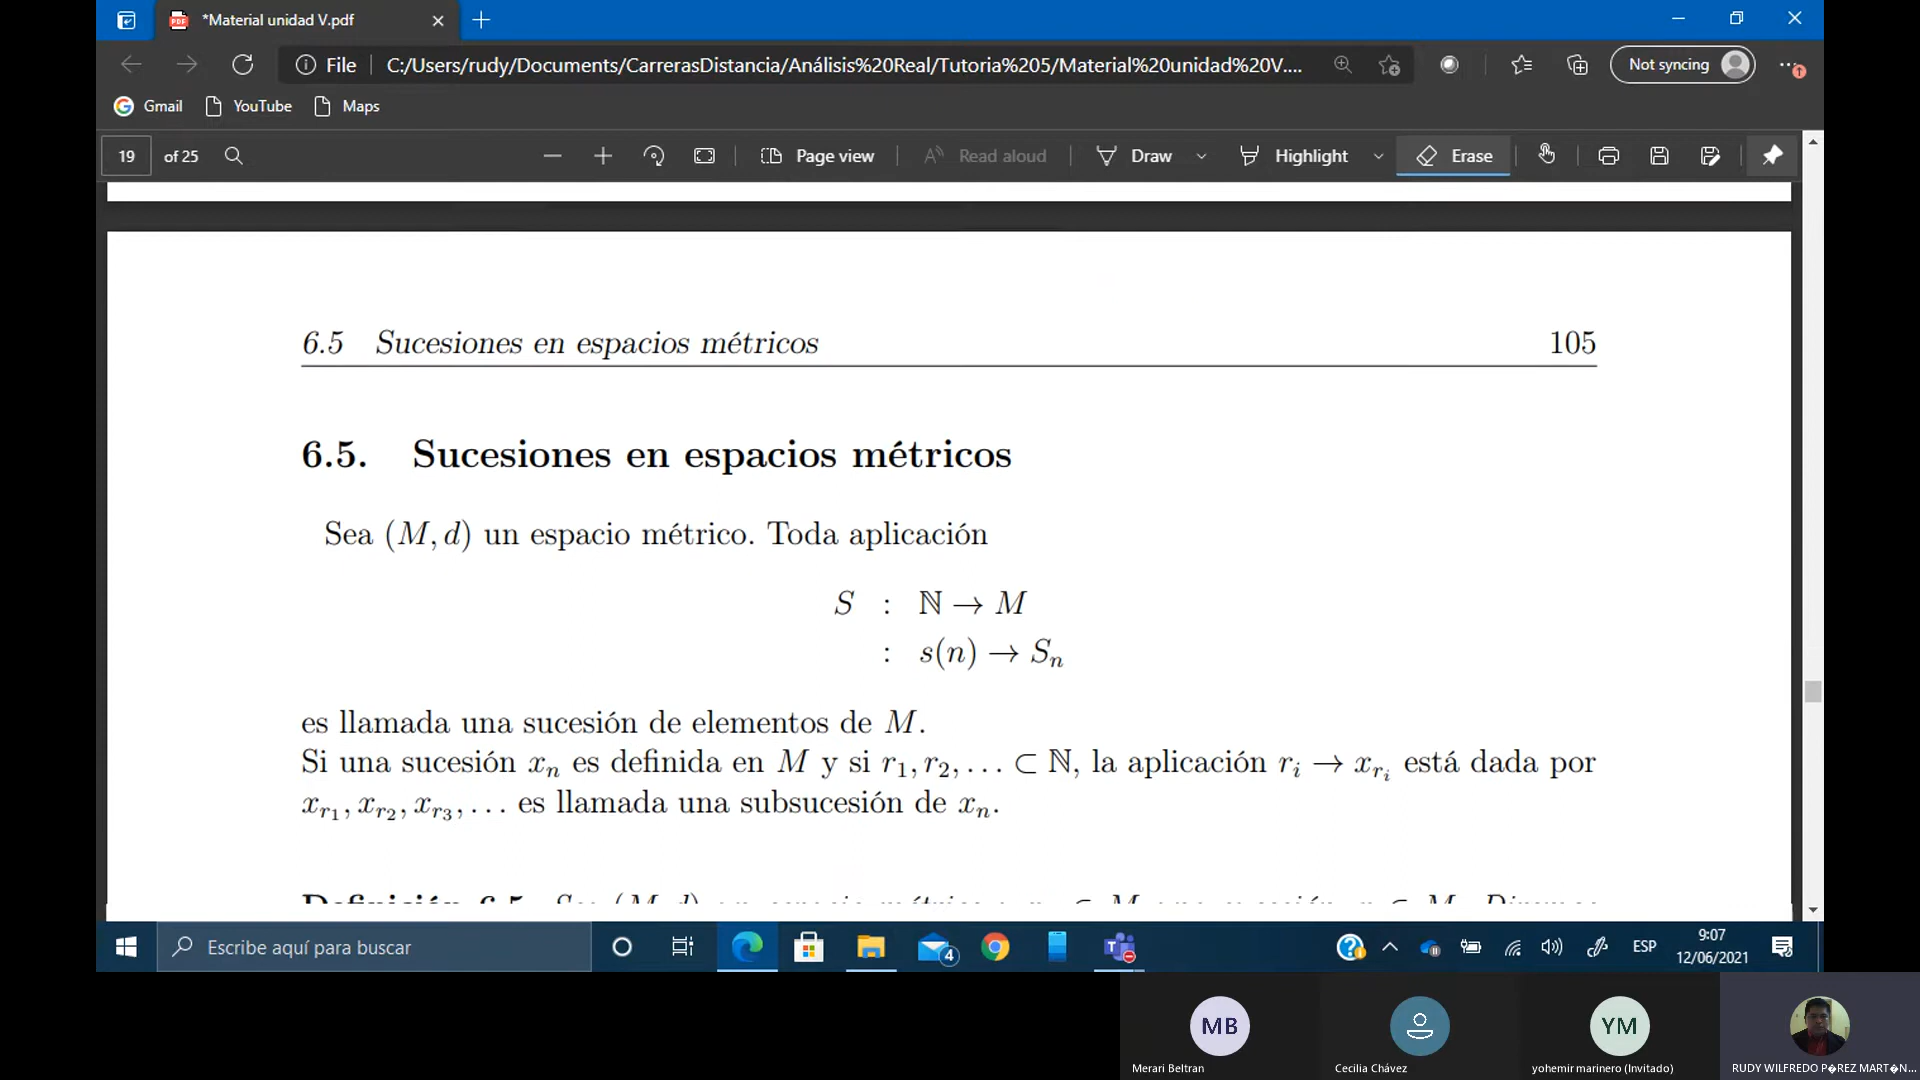 *Material unidad V.pdf
File
C:/Users/rudy/Documents/CarrerasDistancia/Análisis%20Real/Tutoria%205/Material%20unidad%20V....
Not syncing
Gmail YouTube Maps
19 of 25 Page view Read aloud Draw Highlight Erase
6.5 Sucesiones en espacios métricos 105
6.5. Sucesiones en espacios métricos
Sea (M, d) un espacio métrico. Toda aplicación
S : ℕ → M
: s(n) → Sₙ
es llamada una sucesión de elementos de M.
Si una sucesión xₙ es definida en M y si r₁, r₂, … ⊂ ℕ, la aplicación rᵢ → x_{rᵢ} está dada por
x_{r₁}, x_{r₂}, x_{r₃}, … es llamada una subsucesión de xₙ.
Escribe aquí para buscar
4
ESP
9:07
12/06/2021
MB YM
Merari Beltran Cecilia Chávez yohemir marinero (Invitado) RUDY WILFREDO P�REZ MART�N...